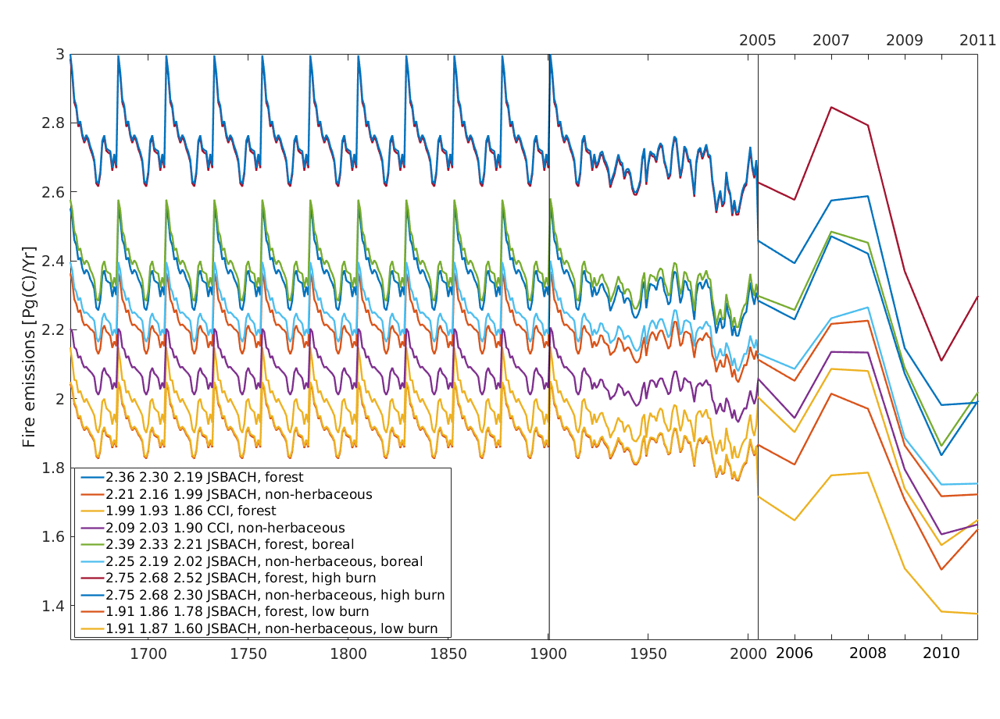 2005 2007 2009 2011
3
2.8
2.6
2.4
2.2
2
1.8
1.6
1.4
Fire emissions [Pg(C)/Yr]
2.36 2.30 2.19 JSBACH, forest
2.21 2.16 1.99 JSBACH, non-herbaceous
1.99 1.93 1.86 CCI, forest
2.09 2.03 1.90 CCI, non-herbaceous
2.39 2.33 2.21 JSBACH, forest, boreal
2.25 2.19 2.02 JSBACH, non-herbaceous, boreal
2.75 2.68 2.52 JSBACH, forest, high burn
2.75 2.68 2.30 JSBACH, non-herbaceous, high burn
1.91 1.86 1.78 JSBACH, forest, low burn
1.91 1.87 1.60 JSBACH, non-herbaceous, low burn
1700 1750 1800 1850 1900 1950 2000 2006 2008 2010